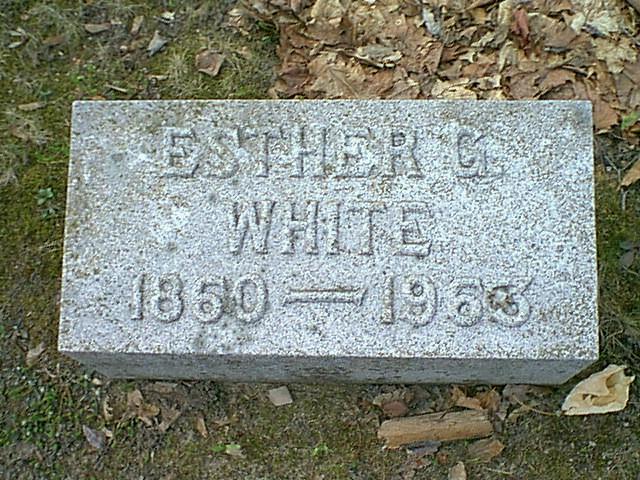 ESTHER G.
WHITE
1850 — 1953